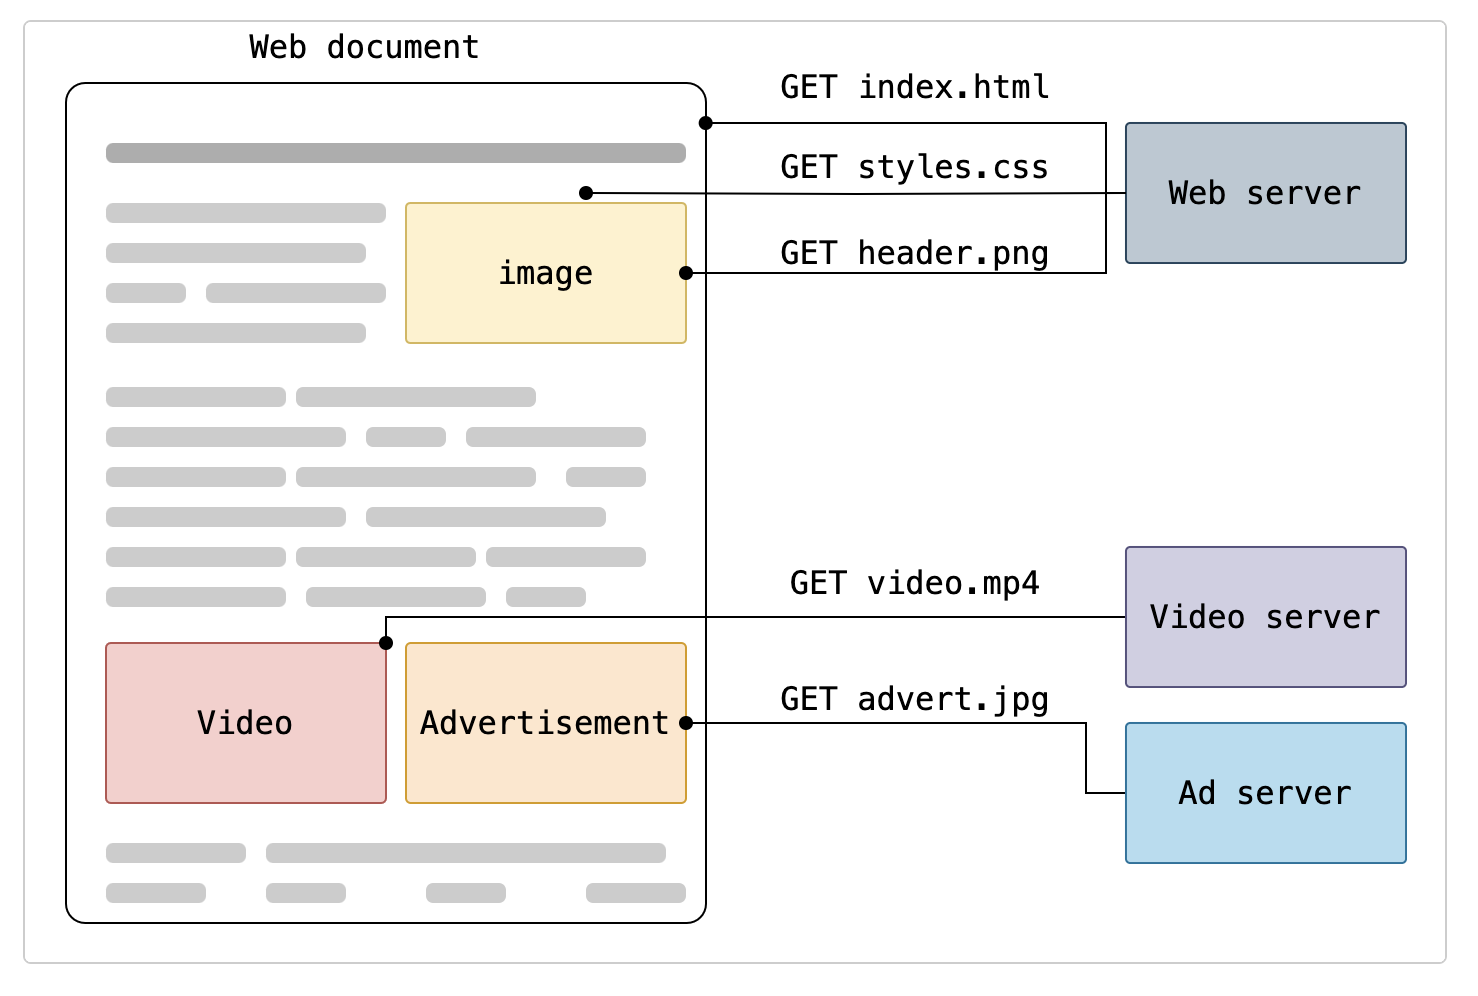 Web document
GET index.html
GET styles.css
Web server
GET header.png
image
GET video.mp4
Video server
GET advert.jpg
Video
Advertisement
Ad server